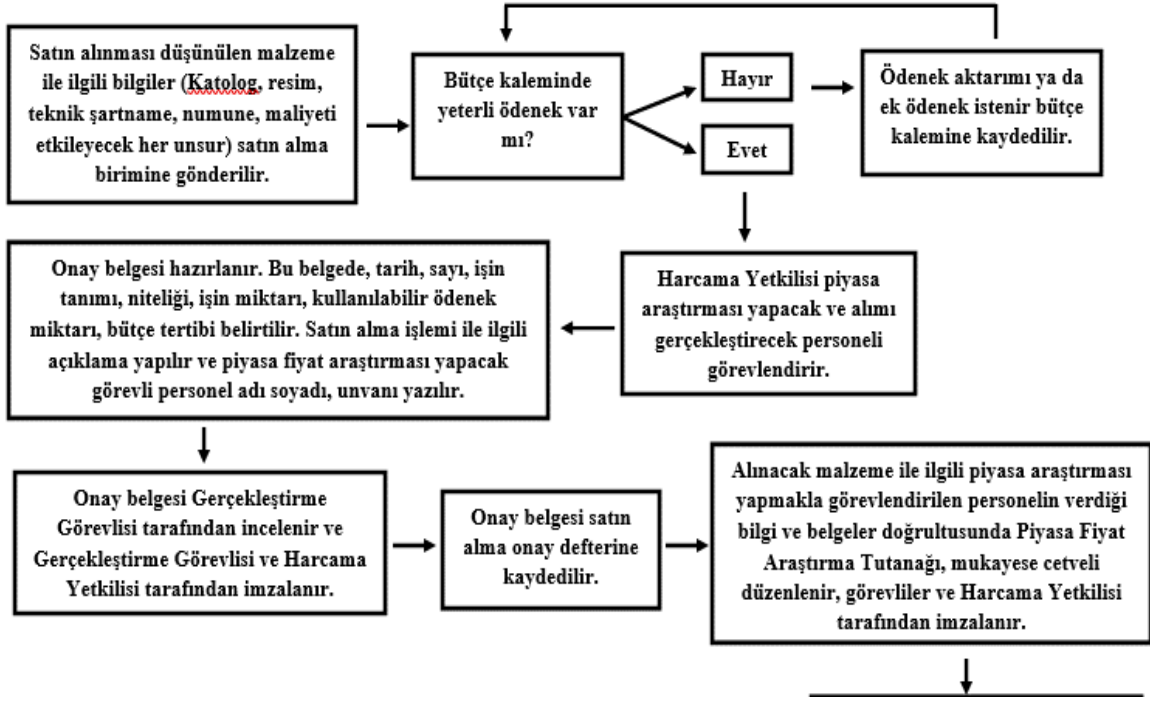 Satın alınması düşünülen malzeme
ile ilgili bilgiler (Katolog, resim,
teknik şartname, numune, maliyeti
etkileyecek her unsur) satın alma
birimine gönderilir.
Bütçe kaleminde
yeterli ödenek var
mı?
Hayır
Evet
Ödenek aktarımı ya da
ek ödenek istenir bütçe
kalemine kaydedilir.
Harcama Yetkilisi piyasa
araştırması yapacak ve alımı
gerçekleştirecek personeli
görevlendirir.
Onay belgesi hazırlanır. Bu belgede, tarih, sayı, işin
tanımı, niteliği, işin miktarı, kullanılabilir ödenek
miktarı, bütçe tertibi belirtilir. Satın alma işlemi ile ilgili
açıklama yapılır ve piyasa fiyat araştırması yapacak
görevli personel adı soyadı, unvanı yazılır.
Onay belgesi Gerçekleştirme
Görevlisi tarafından incelenir ve
Gerçekleştirme Görevlisi ve Harcama
Yetkilisi tarafından imzalanır.
Onay belgesi satın
alma onay defterine
kaydedilir.
Alınacak malzeme ile ilgili piyasa araştırması
yapmakla görevlendirilen personelin verdiği
bilgi ve belgeler doğrultusunda Piyasa Fiyat
Araştırma Tutanağı, mukayese cetveli
düzenlenir, görevliler ve Harcama Yetkilisi
tarafından imzalanır.